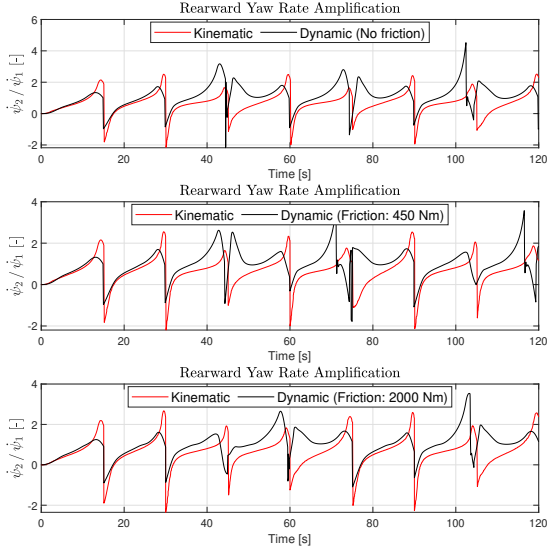 Rearward Yaw Rate Amplification
Kinematic Dynamic (No friction)
ψ̇₂ / ψ̇₁ [-]
6
4
2
0
-2
0 20 40 60 80 100 120
Time [s]
Rearward Yaw Rate Amplification
Kinematic Dynamic (Friction: 450 Nm)
ψ̇₂ / ψ̇₁ [-]
4
2
0
-2
0 20 40 60 80 100 120
Time [s]
Rearward Yaw Rate Amplification
Kinematic Dynamic (Friction: 2000 Nm)
ψ̇₂ / ψ̇₁ [-]
4
2
0
-2
0 20 40 60 80 100 120
Time [s]